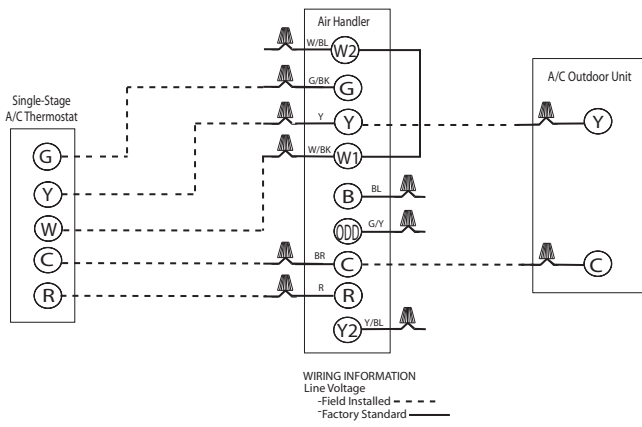 Air Handler
W/BL
W2
G/BK
G
A/C Outdoor Unit
Single-Stage
A/C Thermostat
Y
Y
Y
G
W/BK
W1
Y
B
BL
W
ODD
G/Y
C
BR
C
C
R
R
R
Y2
Y/BL
WIRING INFORMATION
Line Voltage
-Field Installed
-Factory Standard